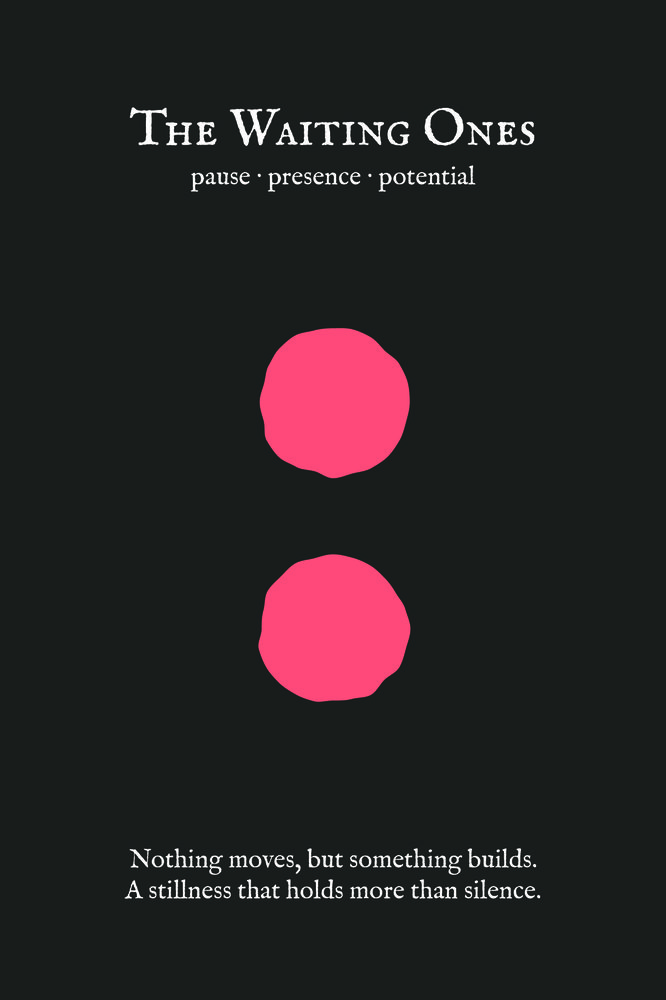 The Waiting Ones
pause · presence · potential
Nothing moves, but something builds.
A stillness that holds more than silence.